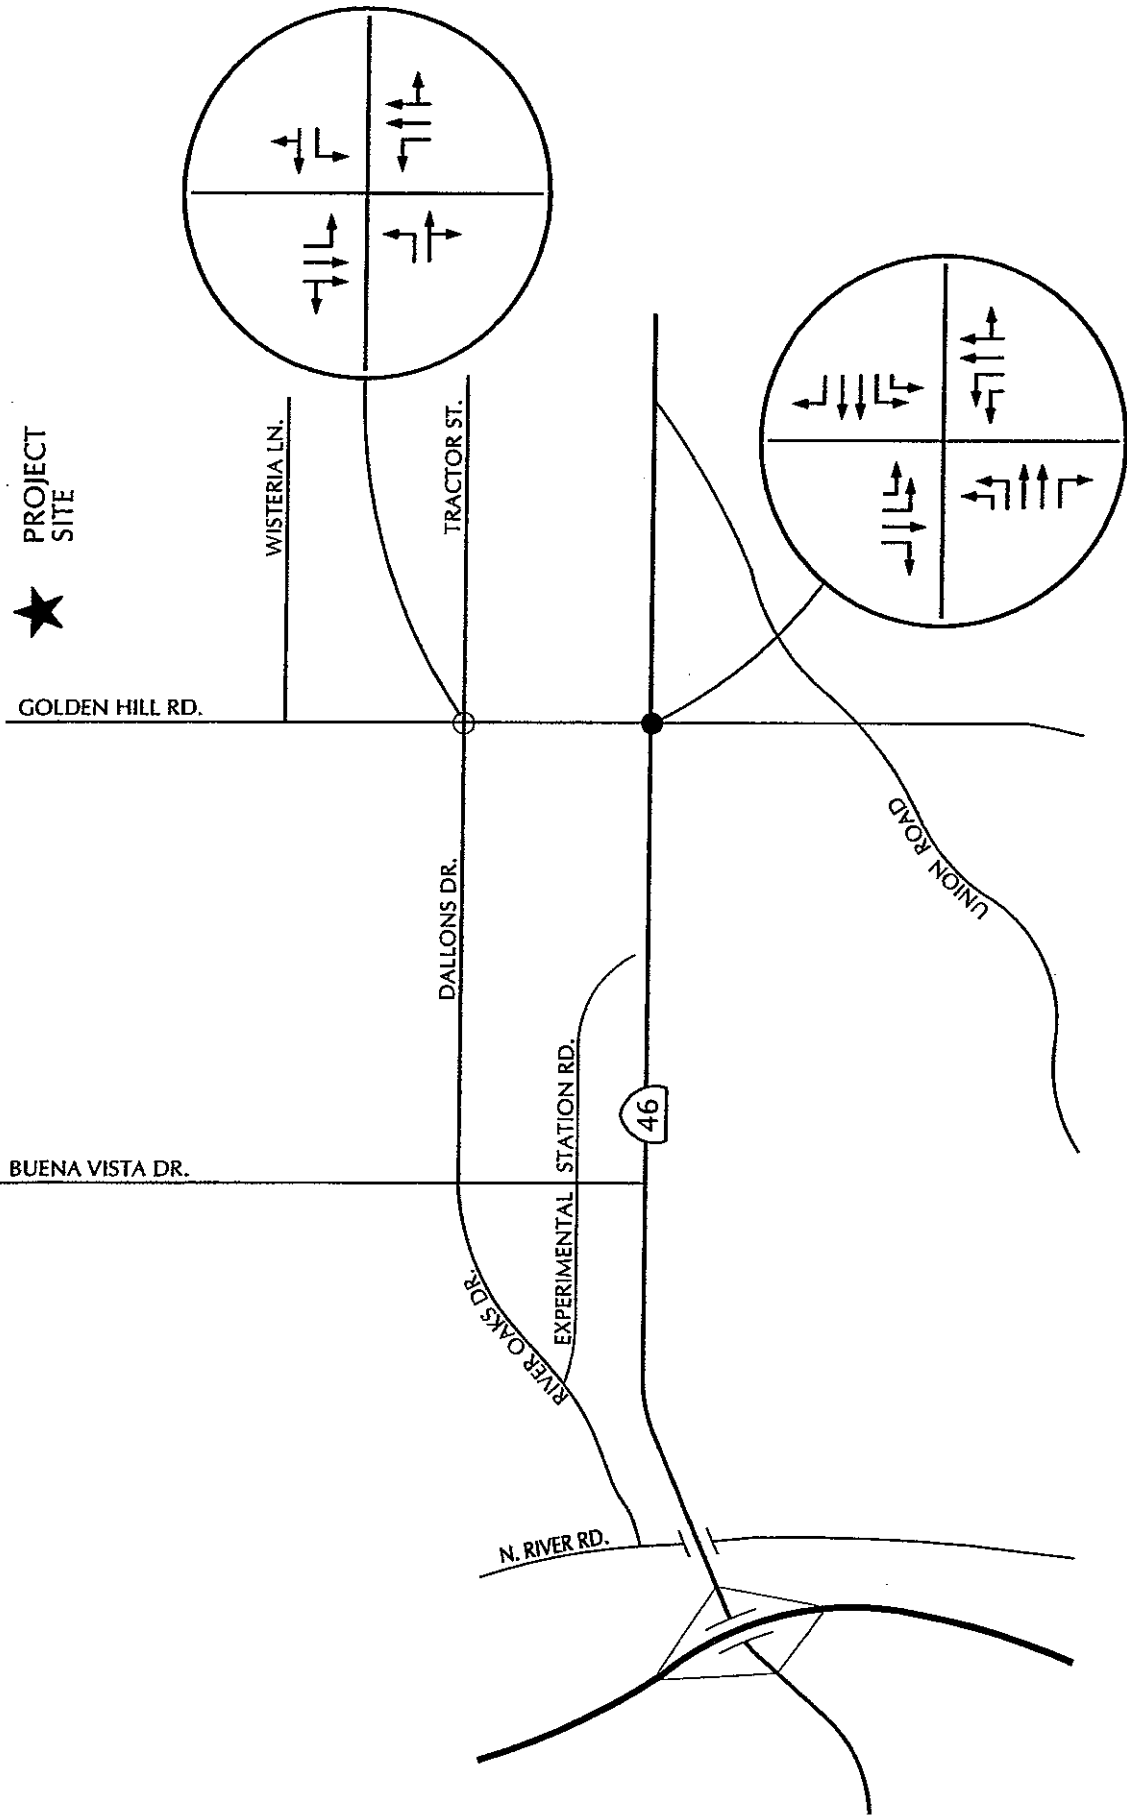 PROJECT
SITE
WISTERIA LN.
TRACTOR ST.
GOLDEN HILL RD.
DALLONS DR.
UNION ROAD
EXPERIMENTAL STATION RD.
46
BUENA VISTA DR.
RIVER OAKS DR.
N. RIVER RD.